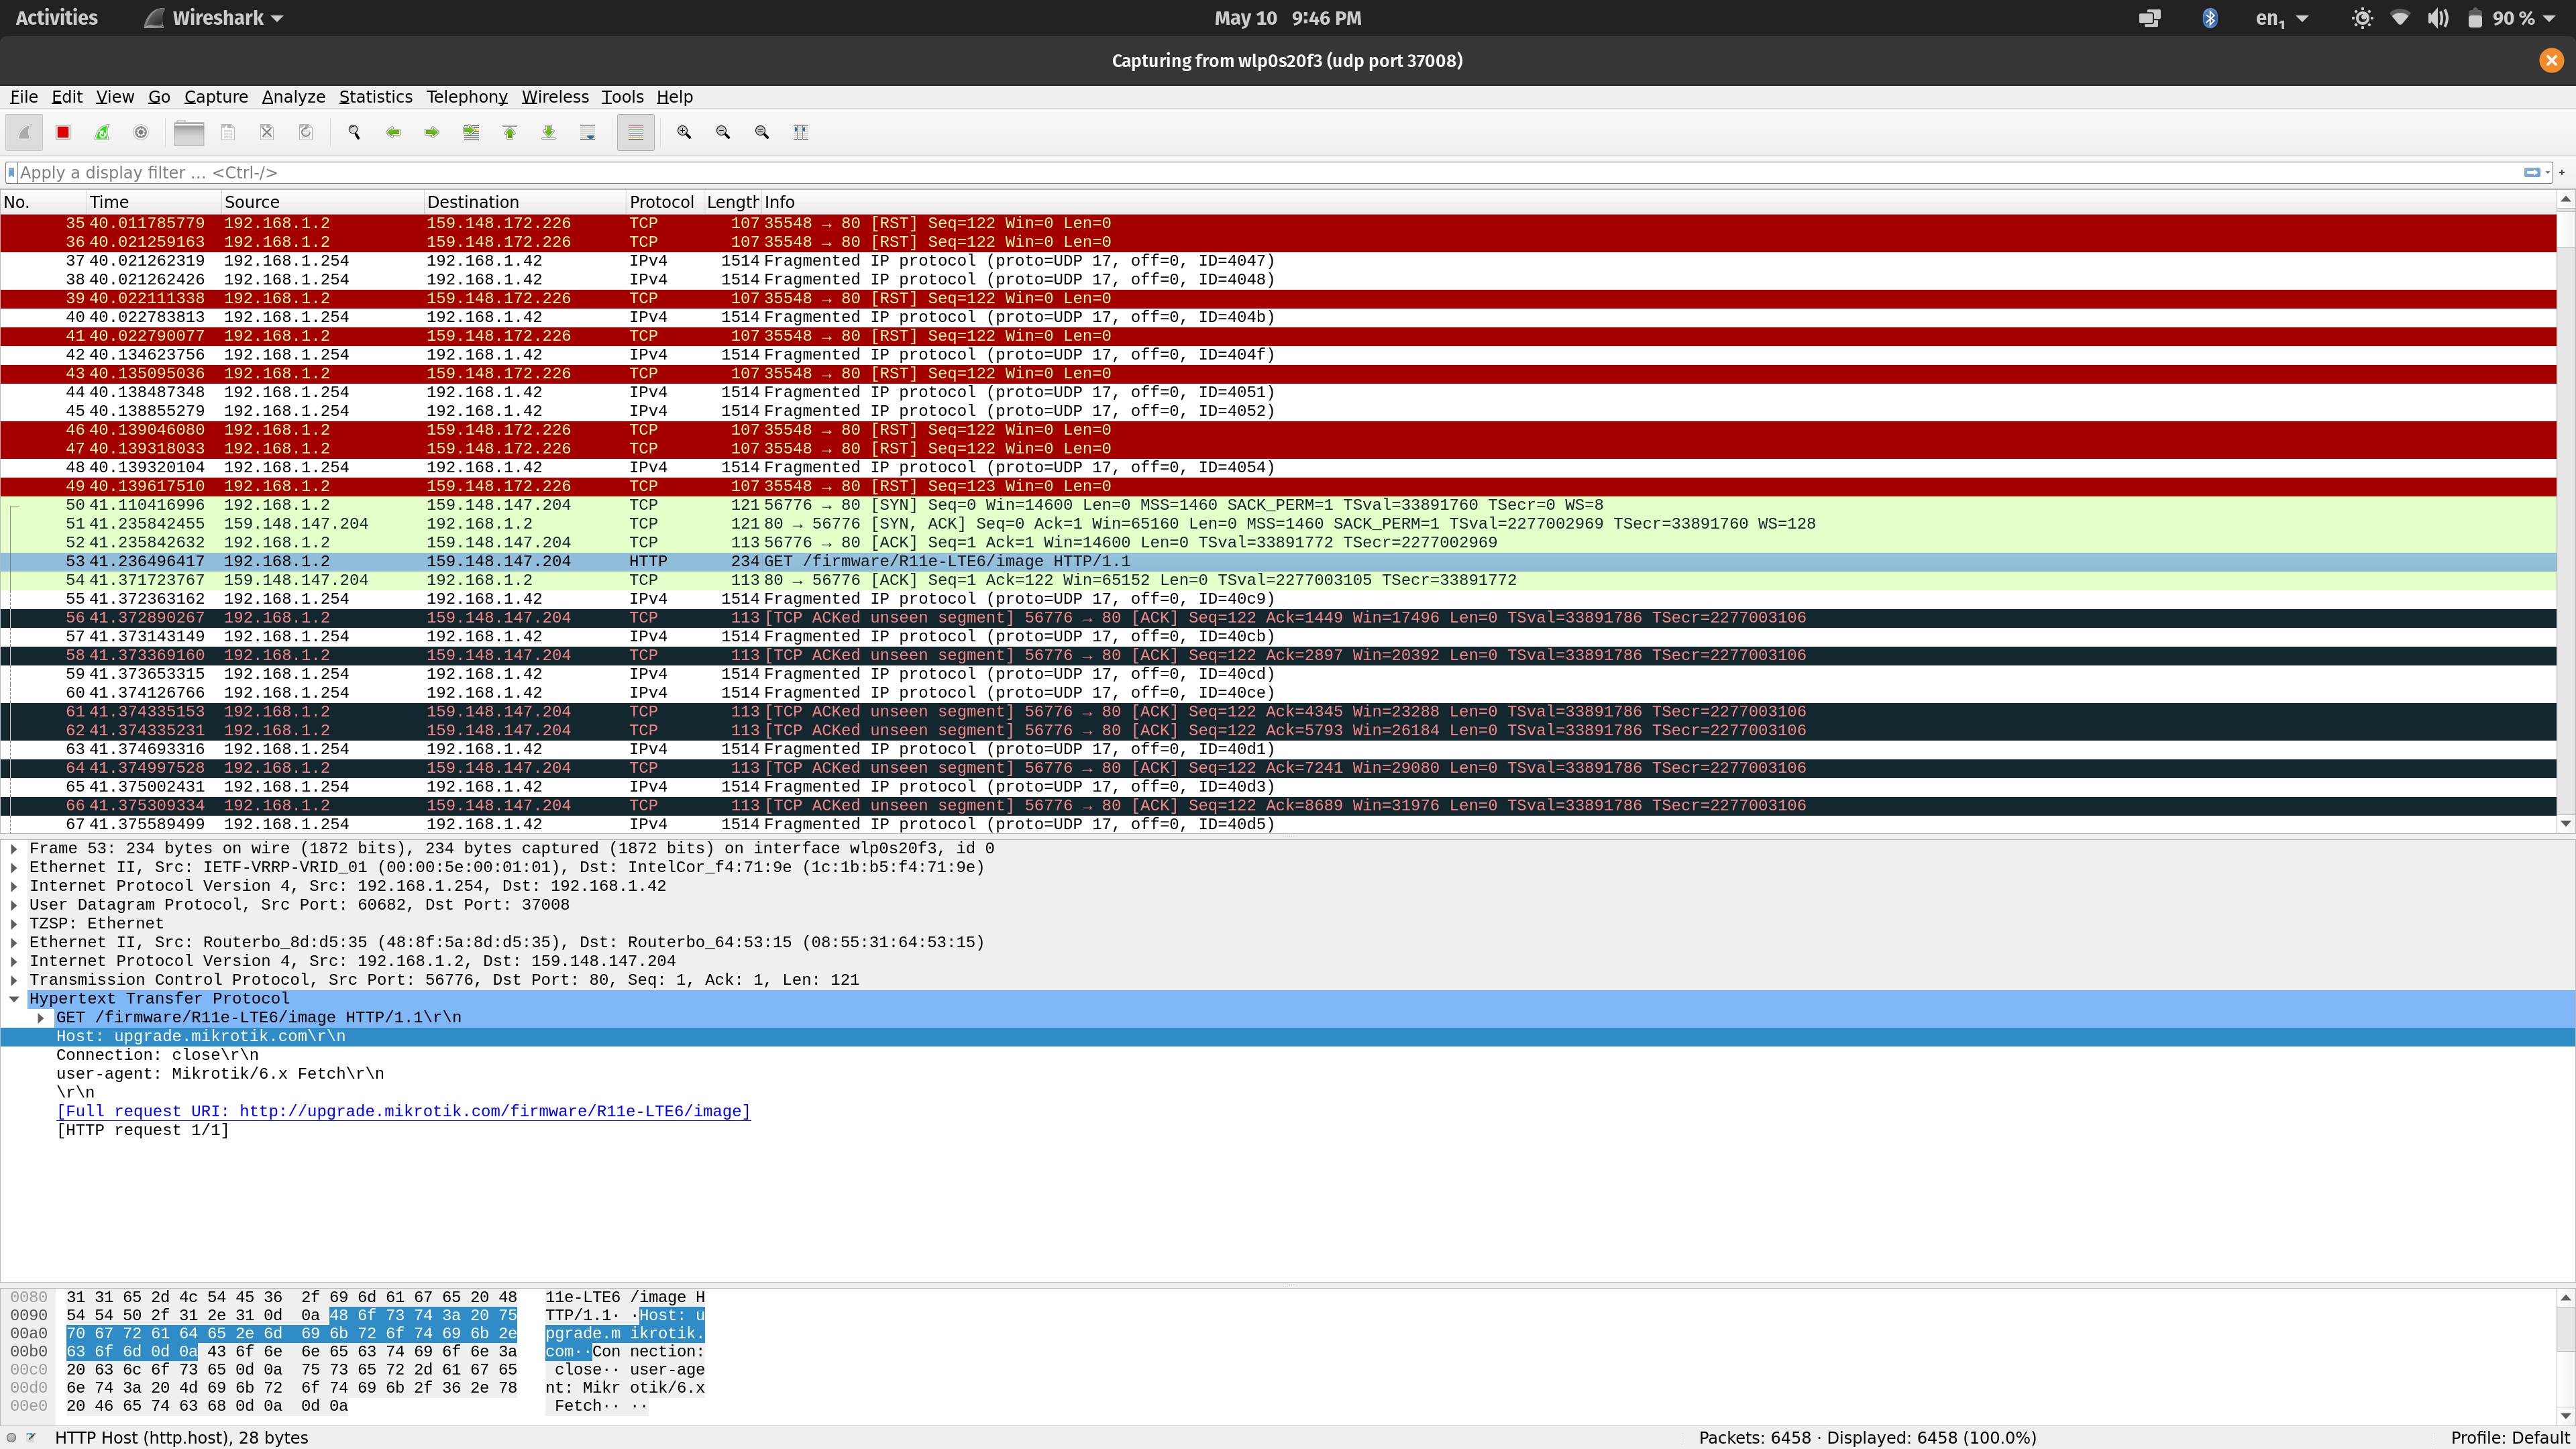 Activities Wireshark May 10 9:46 PM en1 90 %
Capturing from wlp0s20f3 (udp port 37008)
File Edit View Go Capture Analyze Statistics Telephony Wireless Tools Help
Apply a display filter … <Ctrl-/>
No. Time Source Destination Protocol Length Info
35 40.011785779 192.168.1.2 159.148.172.226 TCP 107 35548 → 80 [RST] Seq=122 Win=0 Len=0
36 40.021259163 192.168.1.2 159.148.172.226 TCP 107 35548 → 80 [RST] Seq=122 Win=0 Len=0
37 40.021262319 192.168.1.254 192.168.1.42 IPv4 1514 Fragmented IP protocol (proto=UDP 17, off=0, ID=4047)
38 40.021262426 192.168.1.254 192.168.1.42 IPv4 1514 Fragmented IP protocol (proto=UDP 17, off=0, ID=4048)
39 40.022111338 192.168.1.2 159.148.172.226 TCP 107 35548 → 80 [RST] Seq=122 Win=0 Len=0
40 40.022783813 192.168.1.254 192.168.1.42 IPv4 1514 Fragmented IP protocol (proto=UDP 17, off=0, ID=404b)
41 40.022790077 192.168.1.2 159.148.172.226 TCP 107 35548 → 80 [RST] Seq=122 Win=0 Len=0
42 40.134623756 192.168.1.254 192.168.1.42 IPv4 1514 Fragmented IP protocol (proto=UDP 17, off=0, ID=404f)
43 40.135095036 192.168.1.2 159.148.172.226 TCP 107 35548 → 80 [RST] Seq=122 Win=0 Len=0
44 40.138487348 192.168.1.254 192.168.1.42 IPv4 1514 Fragmented IP protocol (proto=UDP 17, off=0, ID=4051)
45 40.138855279 192.168.1.254 192.168.1.42 IPv4 1514 Fragmented IP protocol (proto=UDP 17, off=0, ID=4052)
46 40.139046080 192.168.1.2 159.148.172.226 TCP 107 35548 → 80 [RST] Seq=122 Win=0 Len=0
47 40.139318033 192.168.1.2 159.148.172.226 TCP 107 35548 → 80 [RST] Seq=122 Win=0 Len=0
48 40.139320104 192.168.1.254 192.168.1.42 IPv4 1514 Fragmented IP protocol (proto=UDP 17, off=0, ID=4054)
49 40.139617510 192.168.1.2 159.148.172.226 TCP 107 35548 → 80 [RST] Seq=123 Win=0 Len=0
50 41.110416996 192.168.1.2 159.148.147.204 TCP 121 56776 → 80 [SYN] Seq=0 Win=14600 Len=0 MSS=1460 SACK_PERM=1 TSval=33891760 TSecr=0 WS=8
51 41.235842455 159.148.147.204 192.168.1.2 TCP 121 80 → 56776 [SYN, ACK] Seq=0 Ack=1 Win=65160 Len=0 MSS=1460 SACK_PERM=1 TSval=2277002969 TSecr=33891760 WS=128
52 41.235842632 192.168.1.2 159.148.147.204 TCP 113 56776 → 80 [ACK] Seq=1 Ack=1 Win=14600 Len=0 TSval=33891772 TSecr=2277002969
53 41.236496417 192.168.1.2 159.148.147.204 HTTP 234 GET /firmware/R11e-LTE6/image HTTP/1.1
54 41.371723767 159.148.147.204 192.168.1.2 TCP 113 80 → 56776 [ACK] Seq=1 Ack=122 Win=65152 Len=0 TSval=2277003105 TSecr=33891772
55 41.372363162 192.168.1.254 192.168.1.42 IPv4 1514 Fragmented IP protocol (proto=UDP 17, off=0, ID=40c9)
56 41.372890267 192.168.1.2 159.148.147.204 TCP 113 [TCP ACKed unseen segment] 56776 → 80 [ACK] Seq=122 Ack=1449 Win=17496 Len=0 TSval=33891786 TSecr=2277003106
57 41.373143149 192.168.1.254 192.168.1.42 IPv4 1514 Fragmented IP protocol (proto=UDP 17, off=0, ID=40cb)
58 41.373369160 192.168.1.2 159.148.147.204 TCP 113 [TCP ACKed unseen segment] 56776 → 80 [ACK] Seq=122 Ack=2897 Win=20392 Len=0 TSval=33891786 TSecr=2277003106
59 41.373653315 192.168.1.254 192.168.1.42 IPv4 1514 Fragmented IP protocol (proto=UDP 17, off=0, ID=40cd)
60 41.374126766 192.168.1.254 192.168.1.42 IPv4 1514 Fragmented IP protocol (proto=UDP 17, off=0, ID=40ce)
61 41.374335153 192.168.1.2 159.148.147.204 TCP 113 [TCP ACKed unseen segment] 56776 → 80 [ACK] Seq=122 Ack=4345 Win=23288 Len=0 TSval=33891786 TSecr=2277003106
62 41.374335231 192.168.1.2 159.148.147.204 TCP 113 [TCP ACKed unseen segment] 56776 → 80 [ACK] Seq=122 Ack=5793 Win=26184 Len=0 TSval=33891786 TSecr=2277003106
63 41.374693316 192.168.1.254 192.168.1.42 IPv4 1514 Fragmented IP protocol (proto=UDP 17, off=0, ID=40d1)
64 41.374997528 192.168.1.2 159.148.147.204 TCP 113 [TCP ACKed unseen segment] 56776 → 80 [ACK] Seq=122 Ack=7241 Win=29080 Len=0 TSval=33891786 TSecr=2277003106
65 41.375002431 192.168.1.254 192.168.1.42 IPv4 1514 Fragmented IP protocol (proto=UDP 17, off=0, ID=40d3)
66 41.375309334 192.168.1.2 159.148.147.204 TCP 113 [TCP ACKed unseen segment] 56776 → 80 [ACK] Seq=122 Ack=8689 Win=31976 Len=0 TSval=33891786 TSecr=2277003106
67 41.375589499 192.168.1.254 192.168.1.42 IPv4 1514 Fragmented IP protocol (proto=UDP 17, off=0, ID=40d5)
Frame 53: 234 bytes on wire (1872 bits), 234 bytes captured (1872 bits) on interface wlp0s20f3, id 0
Ethernet II, Src: IETF-VRRP-VRID_01 (00:00:5e:00:01:01), Dst: IntelCor_f4:71:9e (1c:1b:b5:f4:71:9e)
Internet Protocol Version 4, Src: 192.168.1.254, Dst: 192.168.1.42
User Datagram Protocol, Src Port: 60682, Dst Port: 37008
TZSP: Ethernet
Ethernet II, Src: Routerbo_8d:d5:35 (48:8f:5a:8d:d5:35), Dst: Routerbo_64:53:15 (08:55:31:64:53:15)
Internet Protocol Version 4, Src: 192.168.1.2, Dst: 159.148.147.204
Transmission Control Protocol, Src Port: 56776, Dst Port: 80, Seq: 1, Ack: 1, Len: 121
Hypertext Transfer Protocol
GET /firmware/R11e-LTE6/image HTTP/1.1\r\n
Host: upgrade.mikrotik.com\r\n
Connection: close\r\n
user-agent: Mikrotik/6.x Fetch\r\n
\r\n
[Full request URI: http://upgrade.mikrotik.com/firmware/R11e-LTE6/image]
[HTTP request 1/1]
0080 31 31 65 2d 4c 54 45 36 2f 69 6d 61 67 65 20 48 11e-LTE6 /image H
0090 54 54 50 2f 31 2e 31 0d 0a 48 6f 73 74 3a 20 75 TTP/1.1· ·Host: u
00a0 70 67 72 61 64 65 2e 6d 69 6b 72 6f 74 69 6b 2e pgrade.m ikrotik.
00b0 63 6f 6d 0d 0a 43 6f 6e 6e 65 63 74 69 6f 6e 3a com··Con nection:
00c0 20 63 6c 6f 73 65 0d 0a 75 73 65 72 2d 61 67 65 close·· user-age
00d0 6e 74 3a 20 4d 69 6b 72 6f 74 69 6b 2f 36 2e 78 nt: Mikr otik/6.x
00e0 20 46 65 74 63 68 0d 0a 0d 0a Fetch·· ··
HTTP Host (http.host), 28 bytes Packets: 6458 · Displayed: 6458 (100.0%) Profile: Default